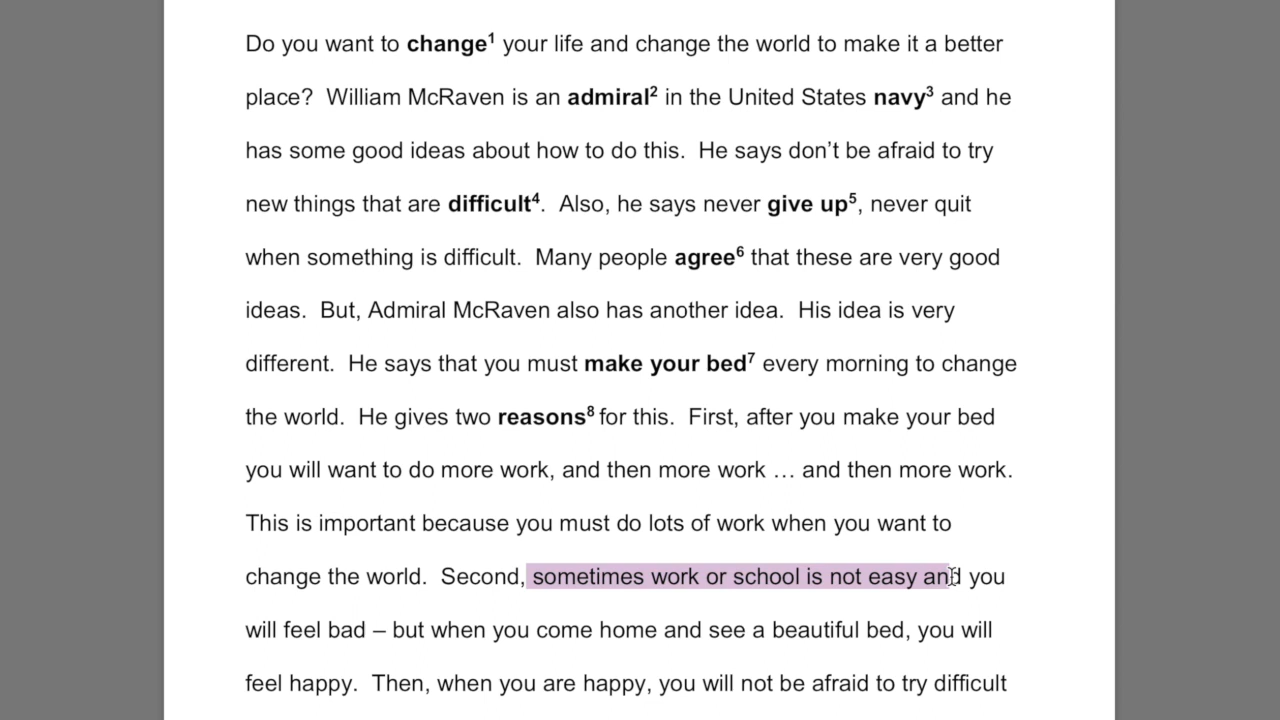 Do you want to change¹ your life and change the world to make it a better
place?  William McRaven is an admiral² in the United States navy³ and he
has some good ideas about how to do this.  He says don’t be afraid to try
new things that are difficult⁴.  Also, he says never give up⁵, never quit
when something is difficult.  Many people agree⁶ that these are very good
ideas.  But, Admiral McRaven also has another idea.  His idea is very
different.  He says that you must make your bed⁷ every morning to change
the world.  He gives two reasons⁸ for this.  First, after you make your bed
you will want to do more work, and then more work … and then more work.
This is important because you must do lots of work when you want to
change the world.  Second, sometimes work or school is not easy and you
will feel bad – but when you come home and see a beautiful bed, you will
feel happy.  Then, when you are happy, you will not be afraid to try difficult